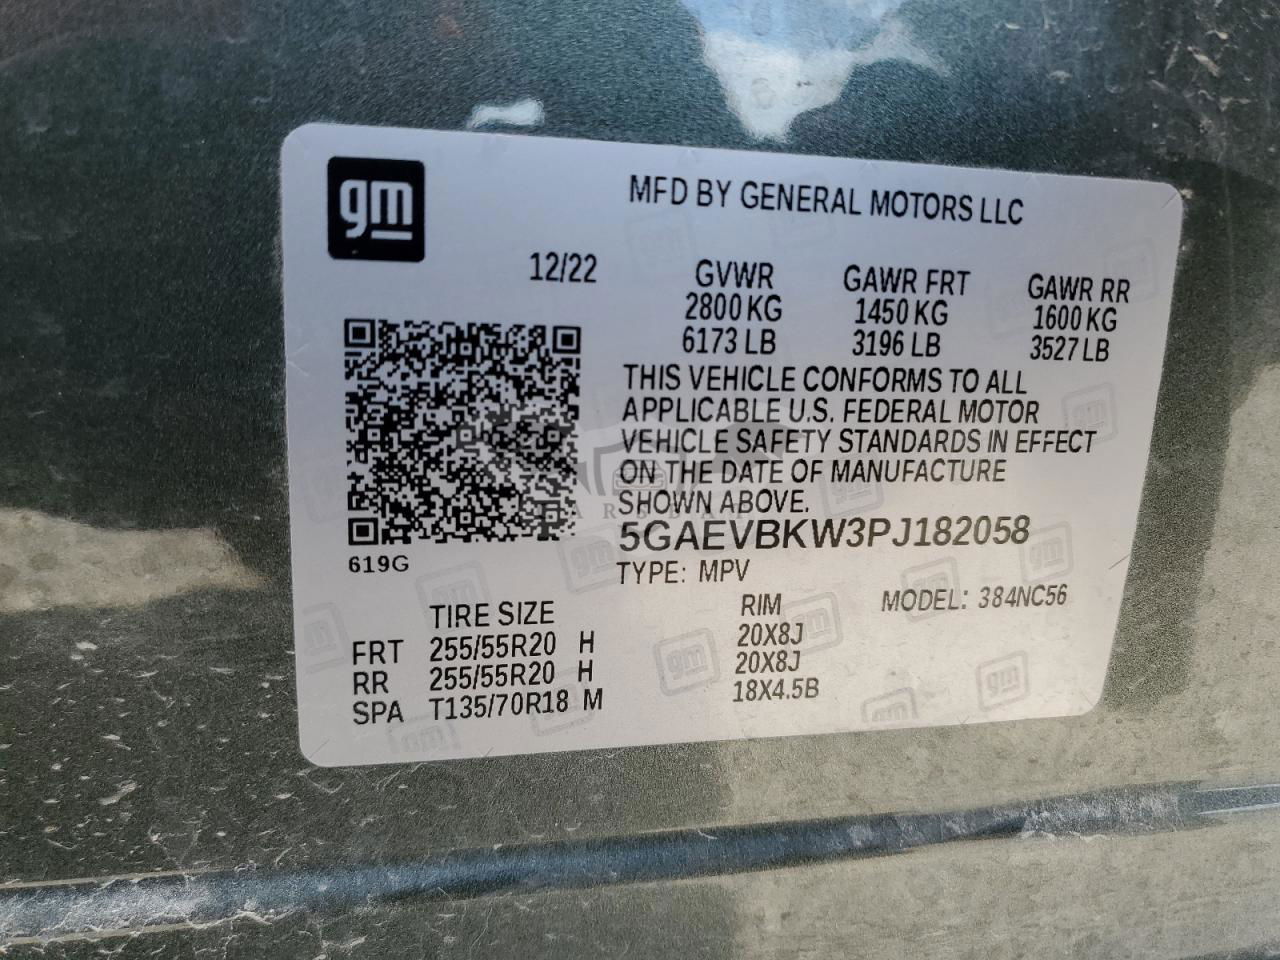 gm
MFD BY GENERAL MOTORS LLC
12/22
GVWR GAWR FRT GAWR RR
2800 KG 1450 KG 1600 KG
6173 LB 3196 LB 3527 LB
THIS VEHICLE CONFORMS TO ALL
APPLICABLE U.S. FEDERAL MOTOR
VEHICLE SAFETY STANDARDS IN EFFECT
ON THE DATE OF MANUFACTURE
SHOWN ABOVE.
5GAEVBKW3PJ182058
619G
TYPE: MPV
MODEL: 384NC56
TIRE SIZE RIM
FRT 255/55R20 H 20X8J
RR 255/55R20 H 20X8J
SPA T135/70R18 M 18X4.5B